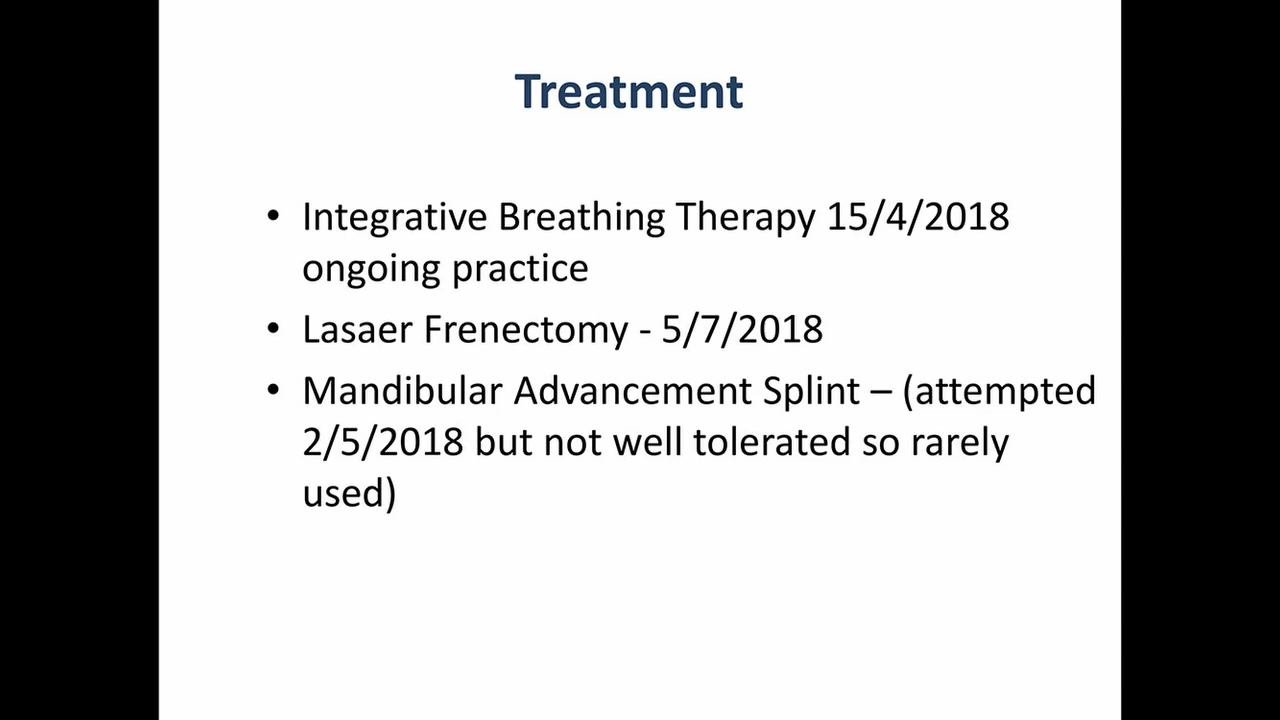 Treatment
• Integrative Breathing Therapy 15/4/2018
ongoing practice
• Lasaer Frenectomy - 5/7/2018
• Mandibular Advancement Splint – (attempted
2/5/2018 but not well tolerated so rarely
used)